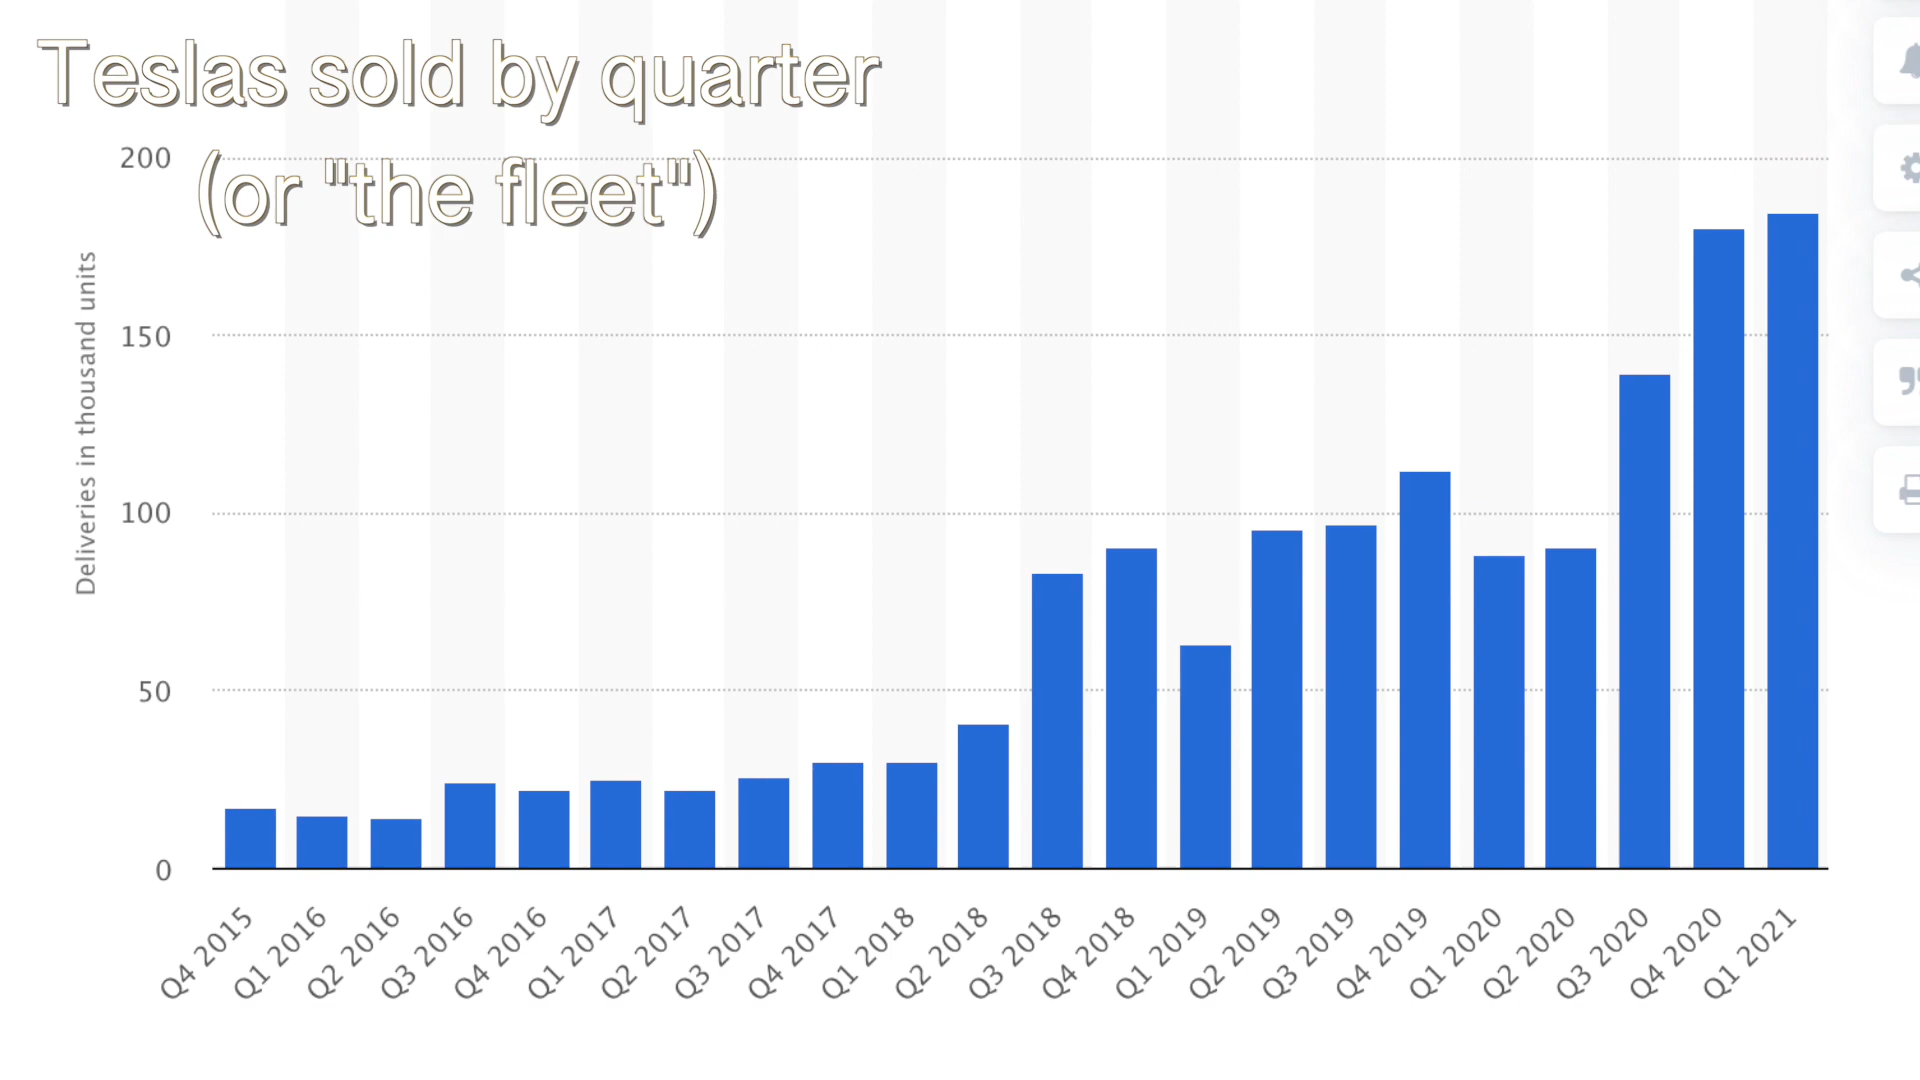 Teslas sold by quarter
(or "the fleet")
Deliveries in thousand units
200
150
100
50
0
Q4 2015
Q1 2016
Q2 2016
Q3 2016
Q4 2016
Q1 2017
Q2 2017
Q3 2017
Q4 2017
Q1 2018
Q2 2018
Q3 2018
Q4 2018
Q1 2019
Q2 2019
Q3 2019
Q4 2019
Q1 2020
Q2 2020
Q3 2020
Q4 2020
Q1 2021